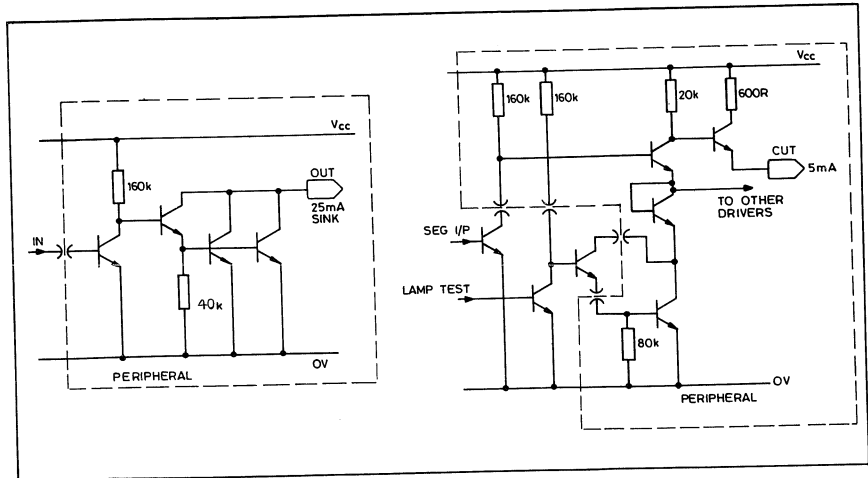 Vcc
160k
OUT
25mA
SINK
IN
40k
0V
PERIPHERAL
Vcc
160k
160k
20k
600R
CUT
5mA
TO OTHER
DRIVERS
SEG I/P
LAMP TEST
80k
0V
PERIPHERAL